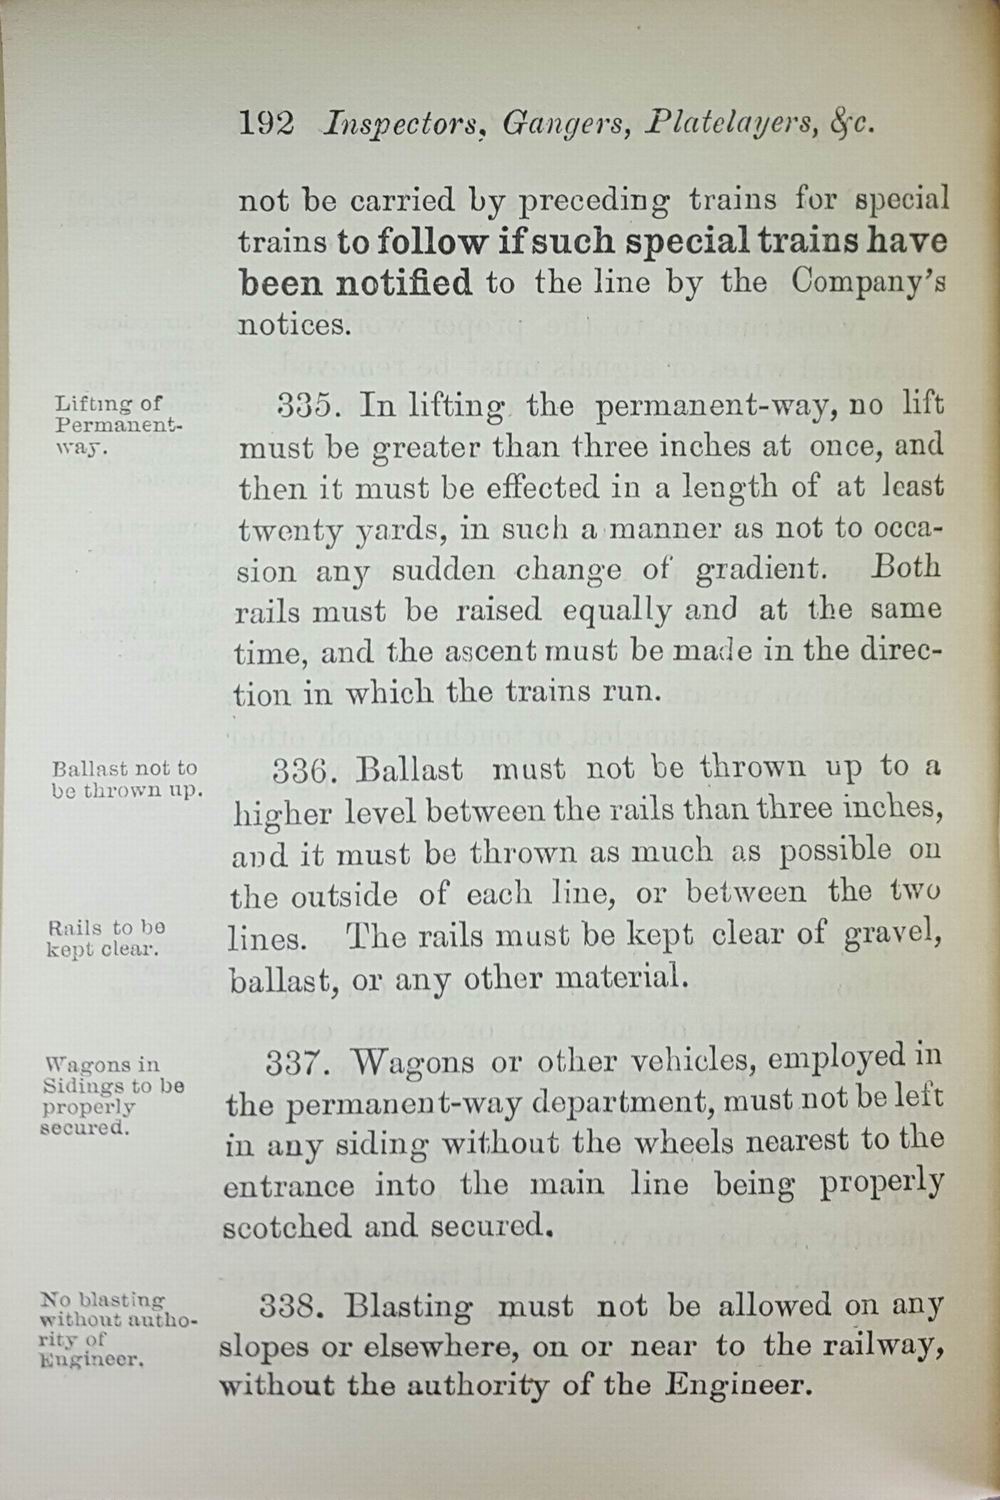 192 Inspectors, Gangers, Platelayers, &c.
not be carried by preceding trains for special
trains to follow if such special trains have
been notified to the line by the Company's
notices.
Lifting of
Permanent-
way.
335. In lifting the permanent-way, no lift
must be greater than three inches at once, and
then it must be effected in a length of at least
twenty yards, in such a manner as not to occa-
sion any sudden change of gradient. Both
rails must be raised equally and at the same
time, and the ascent must be made in the direc-
tion in which the trains run.
Ballast not to
be thrown up.
336. Ballast must not be thrown up to a
higher level between the rails than three inches,
and it must be thrown as much as possible on
the outside of each line, or between the two
Rails to be
kept clear.
lines. The rails must be kept clear of gravel,
ballast, or any other material.
Wagons in
Sidings to be
properly
secured.
337. Wagons or other vehicles, employed in
the permanent-way department, must not be left
in any siding without the wheels nearest to the
entrance into the main line being properly
scotched and secured.
No blasting
without autho-
rity of
Engineer.
338. Blasting must not be allowed on any
slopes or elsewhere, on or near to the railway,
without the authority of the Engineer.